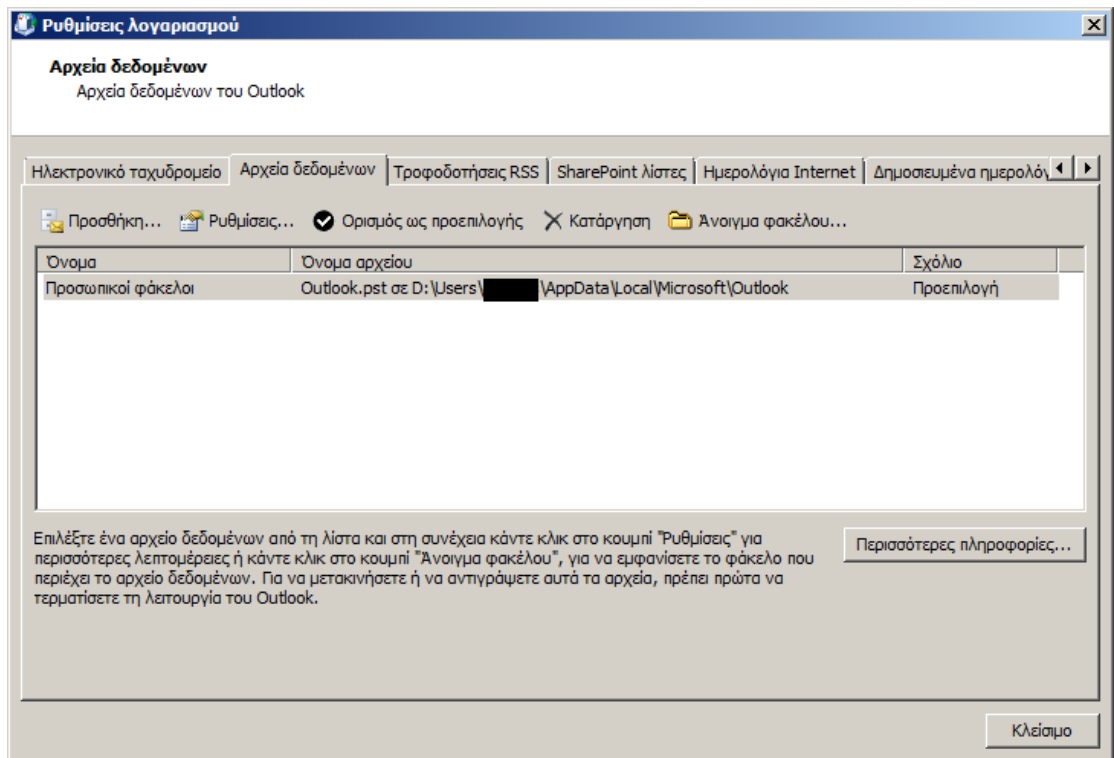 Ρυθμίσεις λογαριασμού
Αρχεία δεδομένων
Αρχεία δεδομένων του Outlook
Ηλεκτρονικό ταχυδρομείο Αρχεία δεδομένων Τροφοδοτήσεις RSS SharePoint λίστες Ημερολόγια Internet Δημοσιευμένα ημερολόγ
Προσθήκη... Ρυθμίσεις... Ορισμός ως προεπιλογής Κατάργηση Άνοιγμα φακέλου...
Όνομα Όνομα αρχείου Σχόλιο
Προσωπικοί φάκελοι Outlook.pst σε D:\Users\ \AppData\Local\Microsoft\Outlook Προεπιλογή
Επιλέξτε ένα αρχείο δεδομένων από τη λίστα και στη συνέχεια κάντε κλικ στο κουμπί "Ρυθμίσεις" για
περισσότερες λεπτομέρειες ή κάντε κλικ στο κουμπί "Άνοιγμα φακέλου", για να εμφανίσετε το φάκελο που
περιέχει το αρχείο δεδομένων. Για να μετακινήσετε ή να αντιγράψετε αυτά τα αρχεία, πρέπει πρώτα να
τερματίσετε τη λειτουργία του Outlook.
Περισσότερες πληροφορίες...
Κλείσιμο